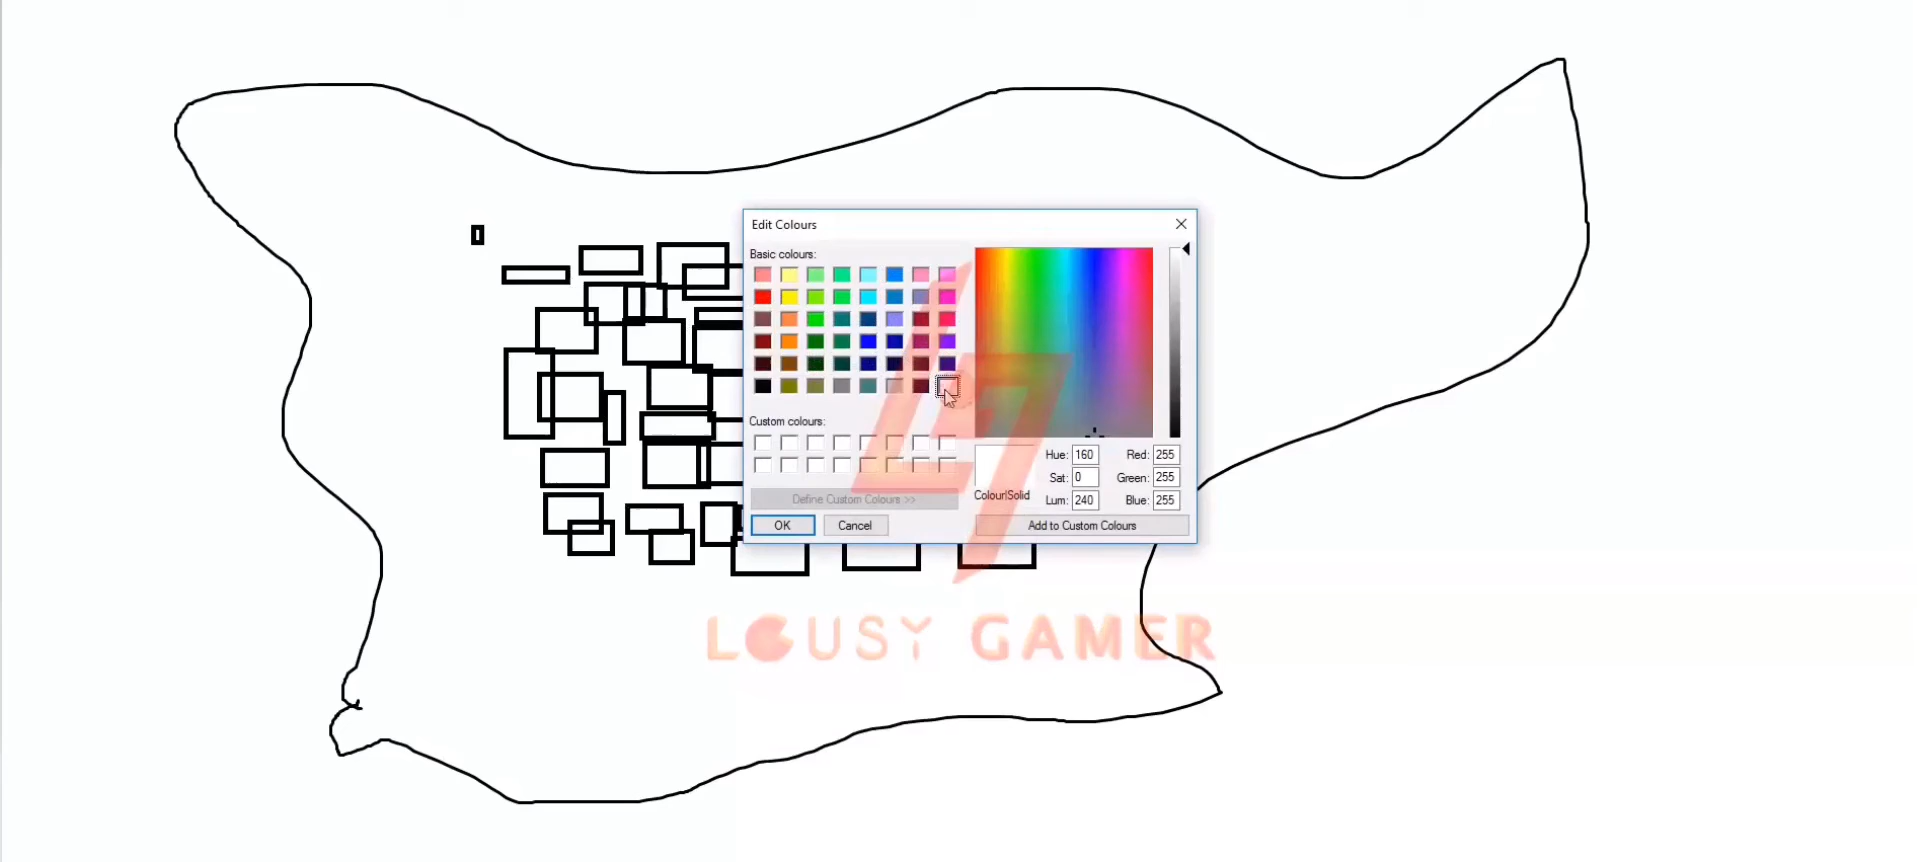 Edit Colours
Basic colours:
Custom colours:
Define Custom Colours >>
OK
Cancel
Colour|Solid
Hue: 160
Sat: 0
Lum: 240
Red: 255
Green: 255
Blue: 255
Add to Custom Colours
LOUSY GAMER